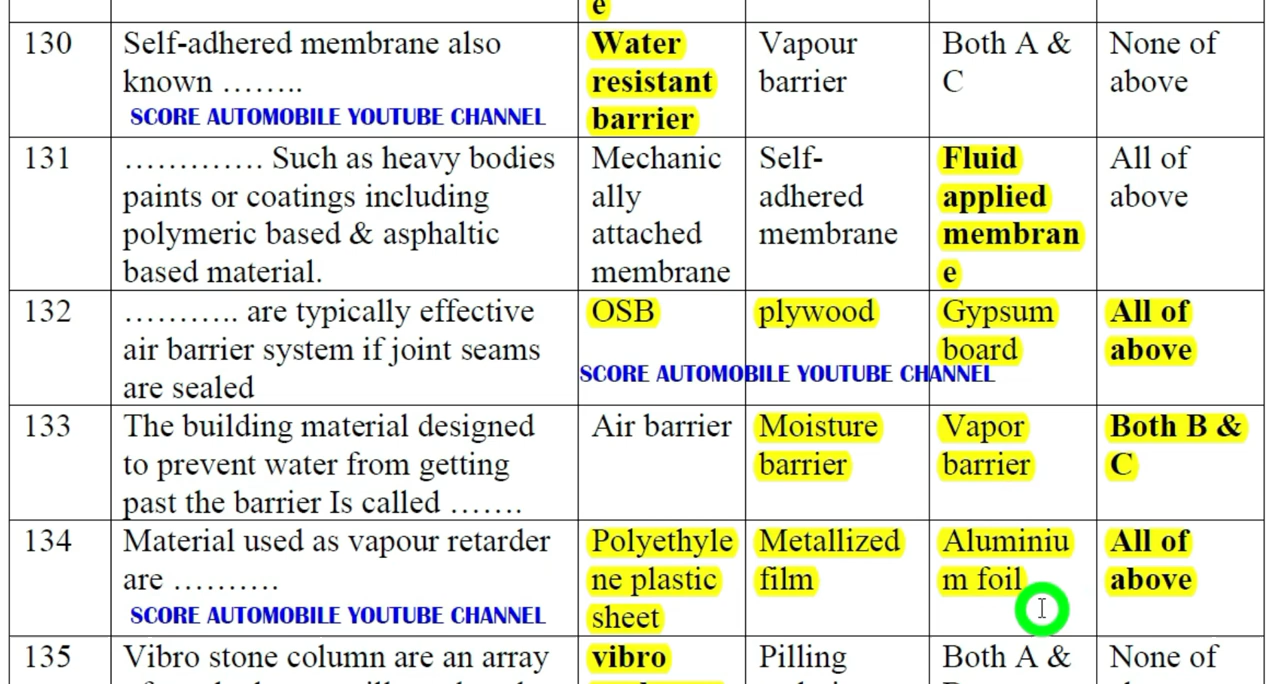 e
130 Self-adhered membrane also known ........ Water resistant barrier Vapour barrier Both A & C None of above
SCORE AUTOMOBILE YOUTUBE CHANNEL
131 ............. Such as heavy bodies paints or coatings including polymeric based & asphaltic based material. Mechanic ally attached membrane Self-adhered membrane Fluid applied membran e All of above
132 ........... are typically effective air barrier system if joint seams are sealed OSB plywood Gypsum board All of above
SCORE AUTOMOBILE YOUTUBE CHANNEL
133 The building material designed to prevent water from getting past the barrier Is called ....... Air barrier Moisture barrier Vapor barrier Both B & C
134 Material used as vapour retarder are .......... Polyethyle ne plastic sheet Metallized film Aluminiu m foil All of above
SCORE AUTOMOBILE YOUTUBE CHANNEL
135 Vibro stone column are an array vibro Pilling Both A & None of